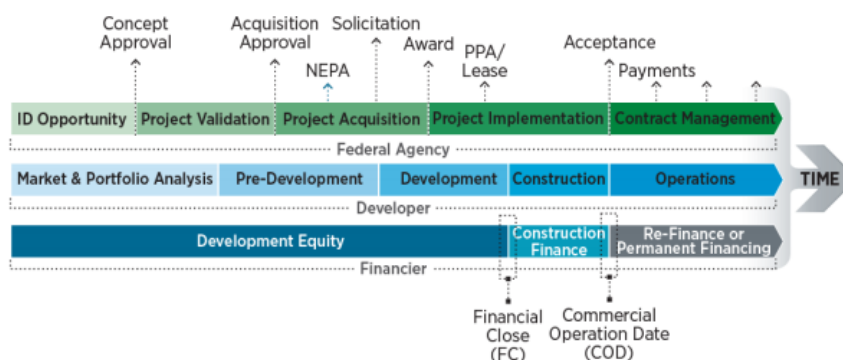 Concept
Approval
Acquisition
Approval
Solicitation
NEPA
Award
PPA/
Lease
Acceptance
Payments
ID Opportunity
Project Validation
Project Acquisition
Project Implementation
Contract Management
Federal Agency
Market & Portfolio Analysis
Pre-Development
Development
Construction
Operations
TIME
Developer
Development Equity
Construction
Finance
Re-Finance or
Permanent Financing
Financier
Financial
Close
(FC)
Commercial
Operation Date
(COD)